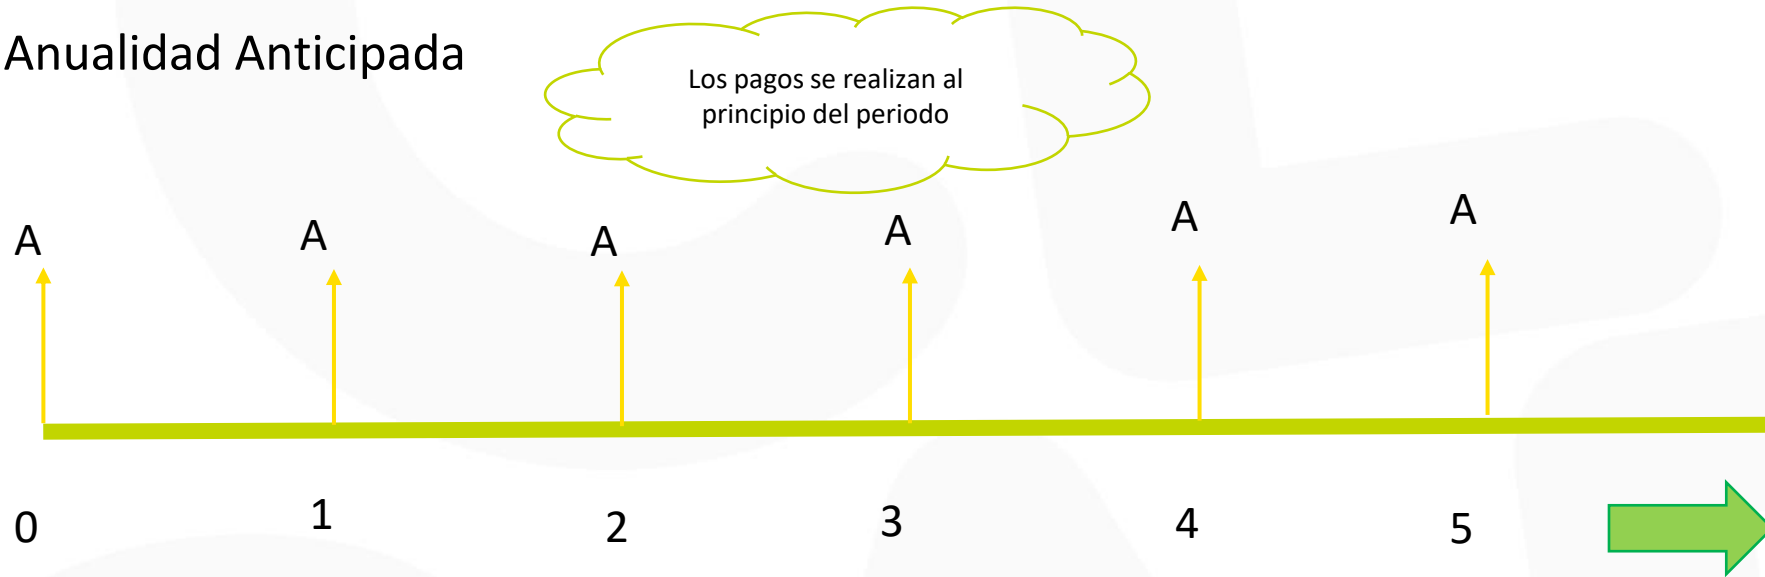 Anualidad Anticipada
Los pagos se realizan al
principio del periodo
A A A A A A
0 1 2 3 4 5